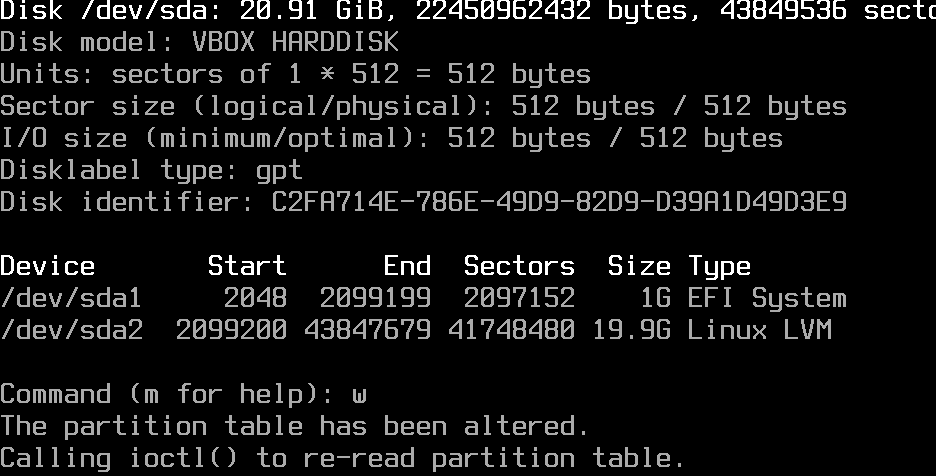 Disk /dev/sda: 20.91 GiB, 22450962432 bytes, 43849536
Disk model: VBOX HARDDISK
Units: sectors of 1 * 512 = 512 bytes
Sector size (logical/physical): 512 bytes / 512 bytes
I/O size (minimum/optimal): 512 bytes / 512 bytes
Disklabel type: gpt
Disk identifier: C2FA714E-786E-49D9-82D9-D39A1D49D3E9
Device Start End Sectors Size Type
/dev/sda1 2048 2099199 2097152 1G EFI System
/dev/sda2 2099200 43847679 41748480 19.9G Linux LVM
Command (m for help): w
The partition table has been altered.
Calling ioctl() to re-read partition table.